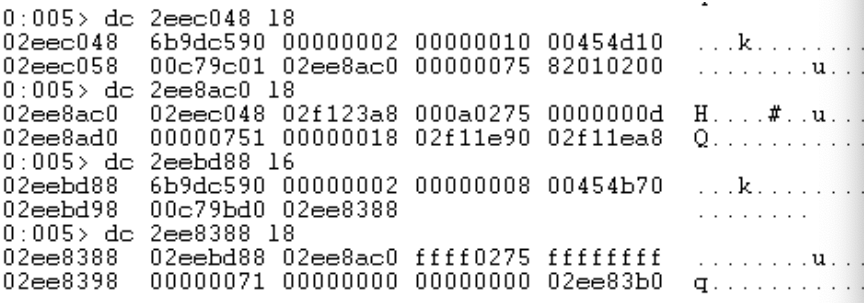 0:005> dc 2eec048 l8
02eec048  6b9dc590 00000002 00000010 00454d10  ...k........
02eec058  00c79c01 02ee8ac0 00000075 82010200  ........u...
0:005> dc 2ee8ac0 l8
02ee8ac0  02eec048 02f123a8 000a0275 0000000d  H....#..u...
02ee8ad0  00000751 00000018 02f11e90 02f11ea8  Q...........
0:005> dc 2eebd88 l6
02eebd88  6b9dc590 00000002 00000008 00454b70  ...k........
02eebd98  00c79bd0 02ee8388                    ........
0:005> dc 2ee8388 l8
02ee8388  02eebd88 02ee8ac0 ffff0275 ffffffff  ........u...
02ee8398  00000071 00000000 00000000 02ee83b0  q...........